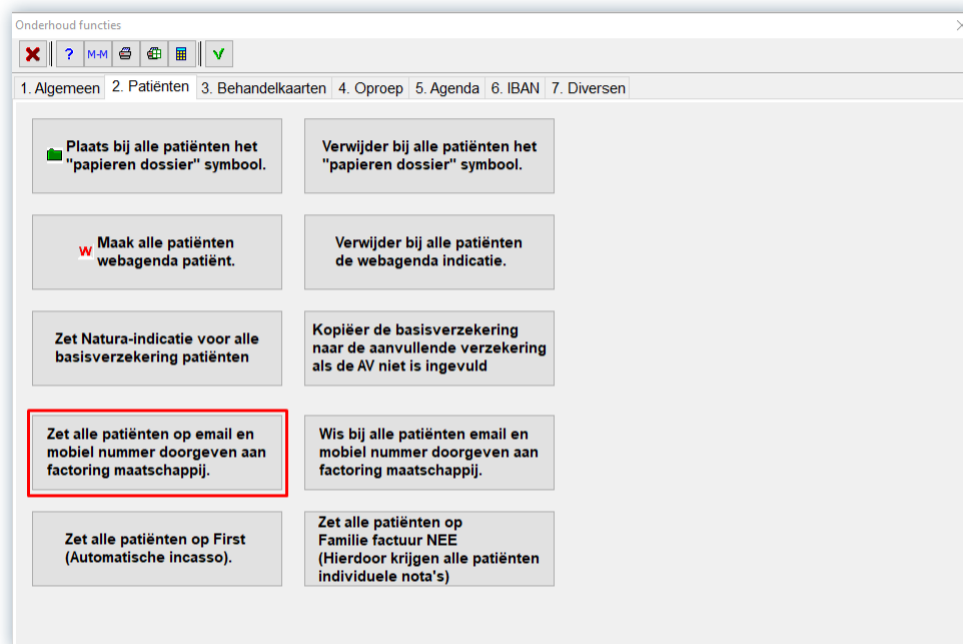 Onderhoud functies
? M-M
1. Algemeen 2. Patiënten 3. Behandelkaarten 4. Oproep 5. Agenda 6. IBAN 7. Diversen
Plaats bij alle patiënten het
"papieren dossier" symbool.
Verwijder bij alle patiënten het
"papieren dossier" symbool.
W Maak alle patiënten
webagenda patiënt.
Verwijder bij alle patiënten
de webagenda indicatie.
Zet Natura-indicatie voor alle
basisverzekering patiënten
Kopiëer de basisverzekering
naar de aanvullende verzekering
als de AV niet is ingevuld
Zet alle patiënten op email en
mobiel nummer doorgeven aan
factoring maatschappij.
Wis bij alle patiënten email en
mobiel nummer doorgeven aan
factoring maatschappij.
Zet alle patiënten op First
(Automatische incasso).
Zet alle patiënten op
Familie factuur NEE
(Hierdoor krijgen alle patiënten
individuele nota's)